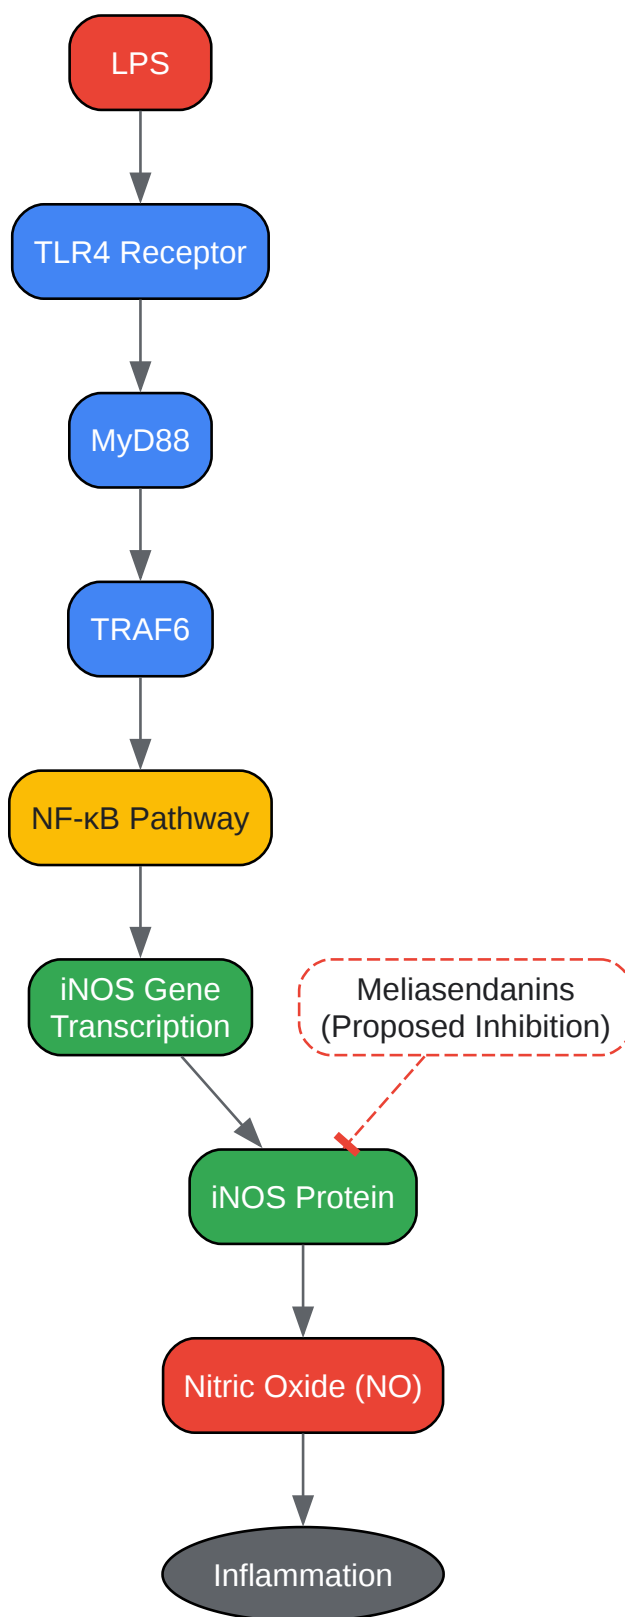 LPS
TLR4 Receptor
MyD88
TRAF6
NF-κB Pathway
iNOS Gene
Transcription
Meliasendanins
(Proposed Inhibition)
iNOS Protein
Nitric Oxide (NO)
Inflammation